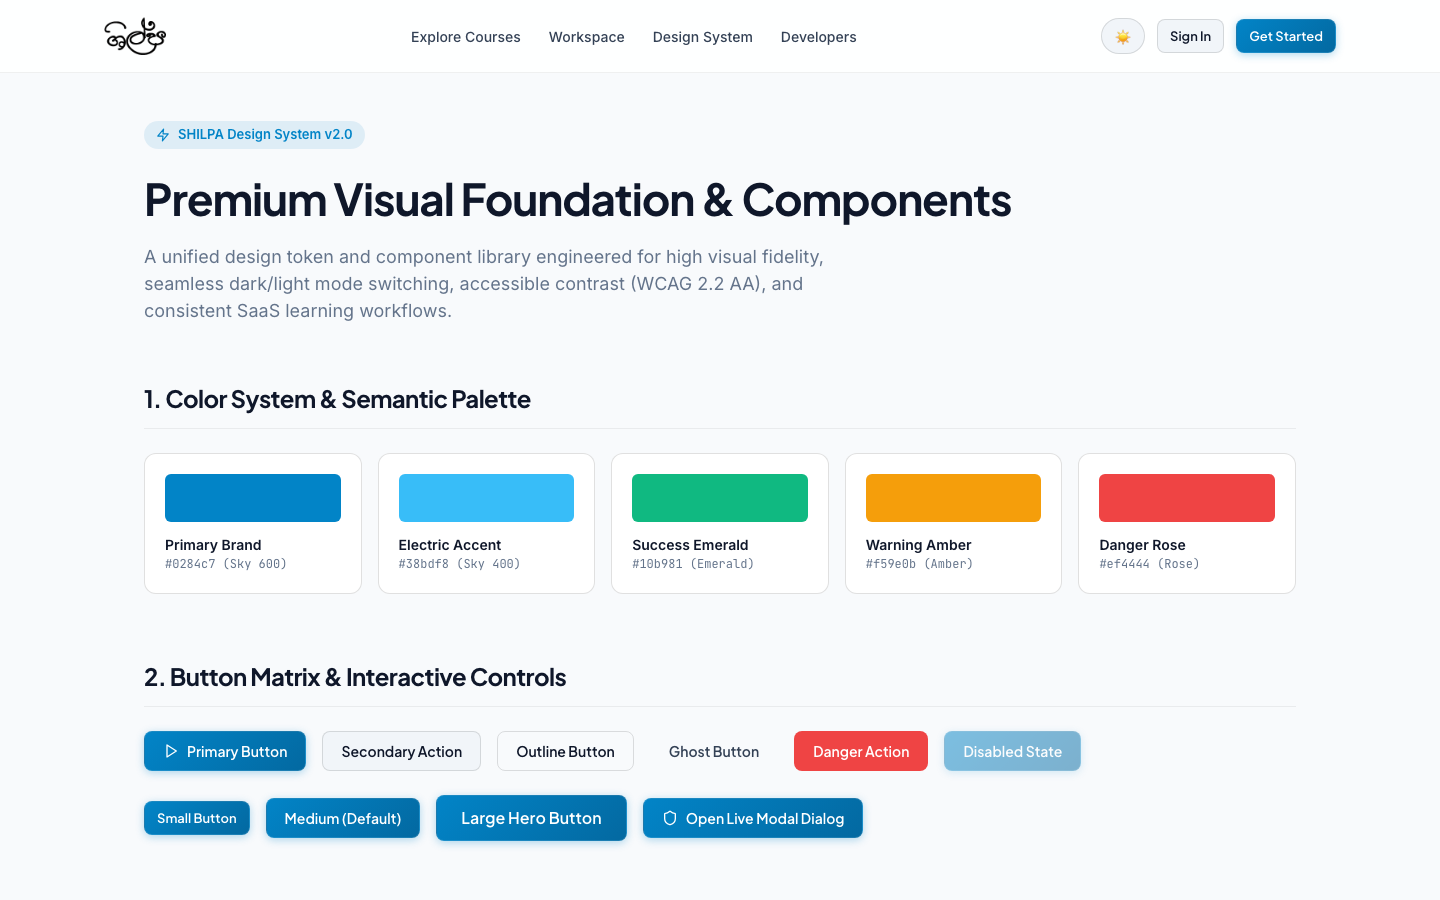 Explore Courses
Workspace
Design System
Developers
Sign In
Get Started
SHILPA Design System v2.0
Premium Visual Foundation & Components
A unified design token and component library engineered for high visual fidelity,
seamless dark/light mode switching, accessible contrast (WCAG 2.2 AA), and
consistent SaaS learning workflows.
1. Color System & Semantic Palette
Primary Brand
#0284c7 (Sky 600)
Electric Accent
#38bdf8 (Sky 400)
Success Emerald
#10b981 (Emerald)
Warning Amber
#f59e0b (Amber)
Danger Rose
#ef4444 (Rose)
2. Button Matrix & Interactive Controls
Primary Button
Secondary Action
Outline Button
Ghost Button
Danger Action
Disabled State
Small Button
Medium (Default)
Large Hero Button
Open Live Modal Dialog